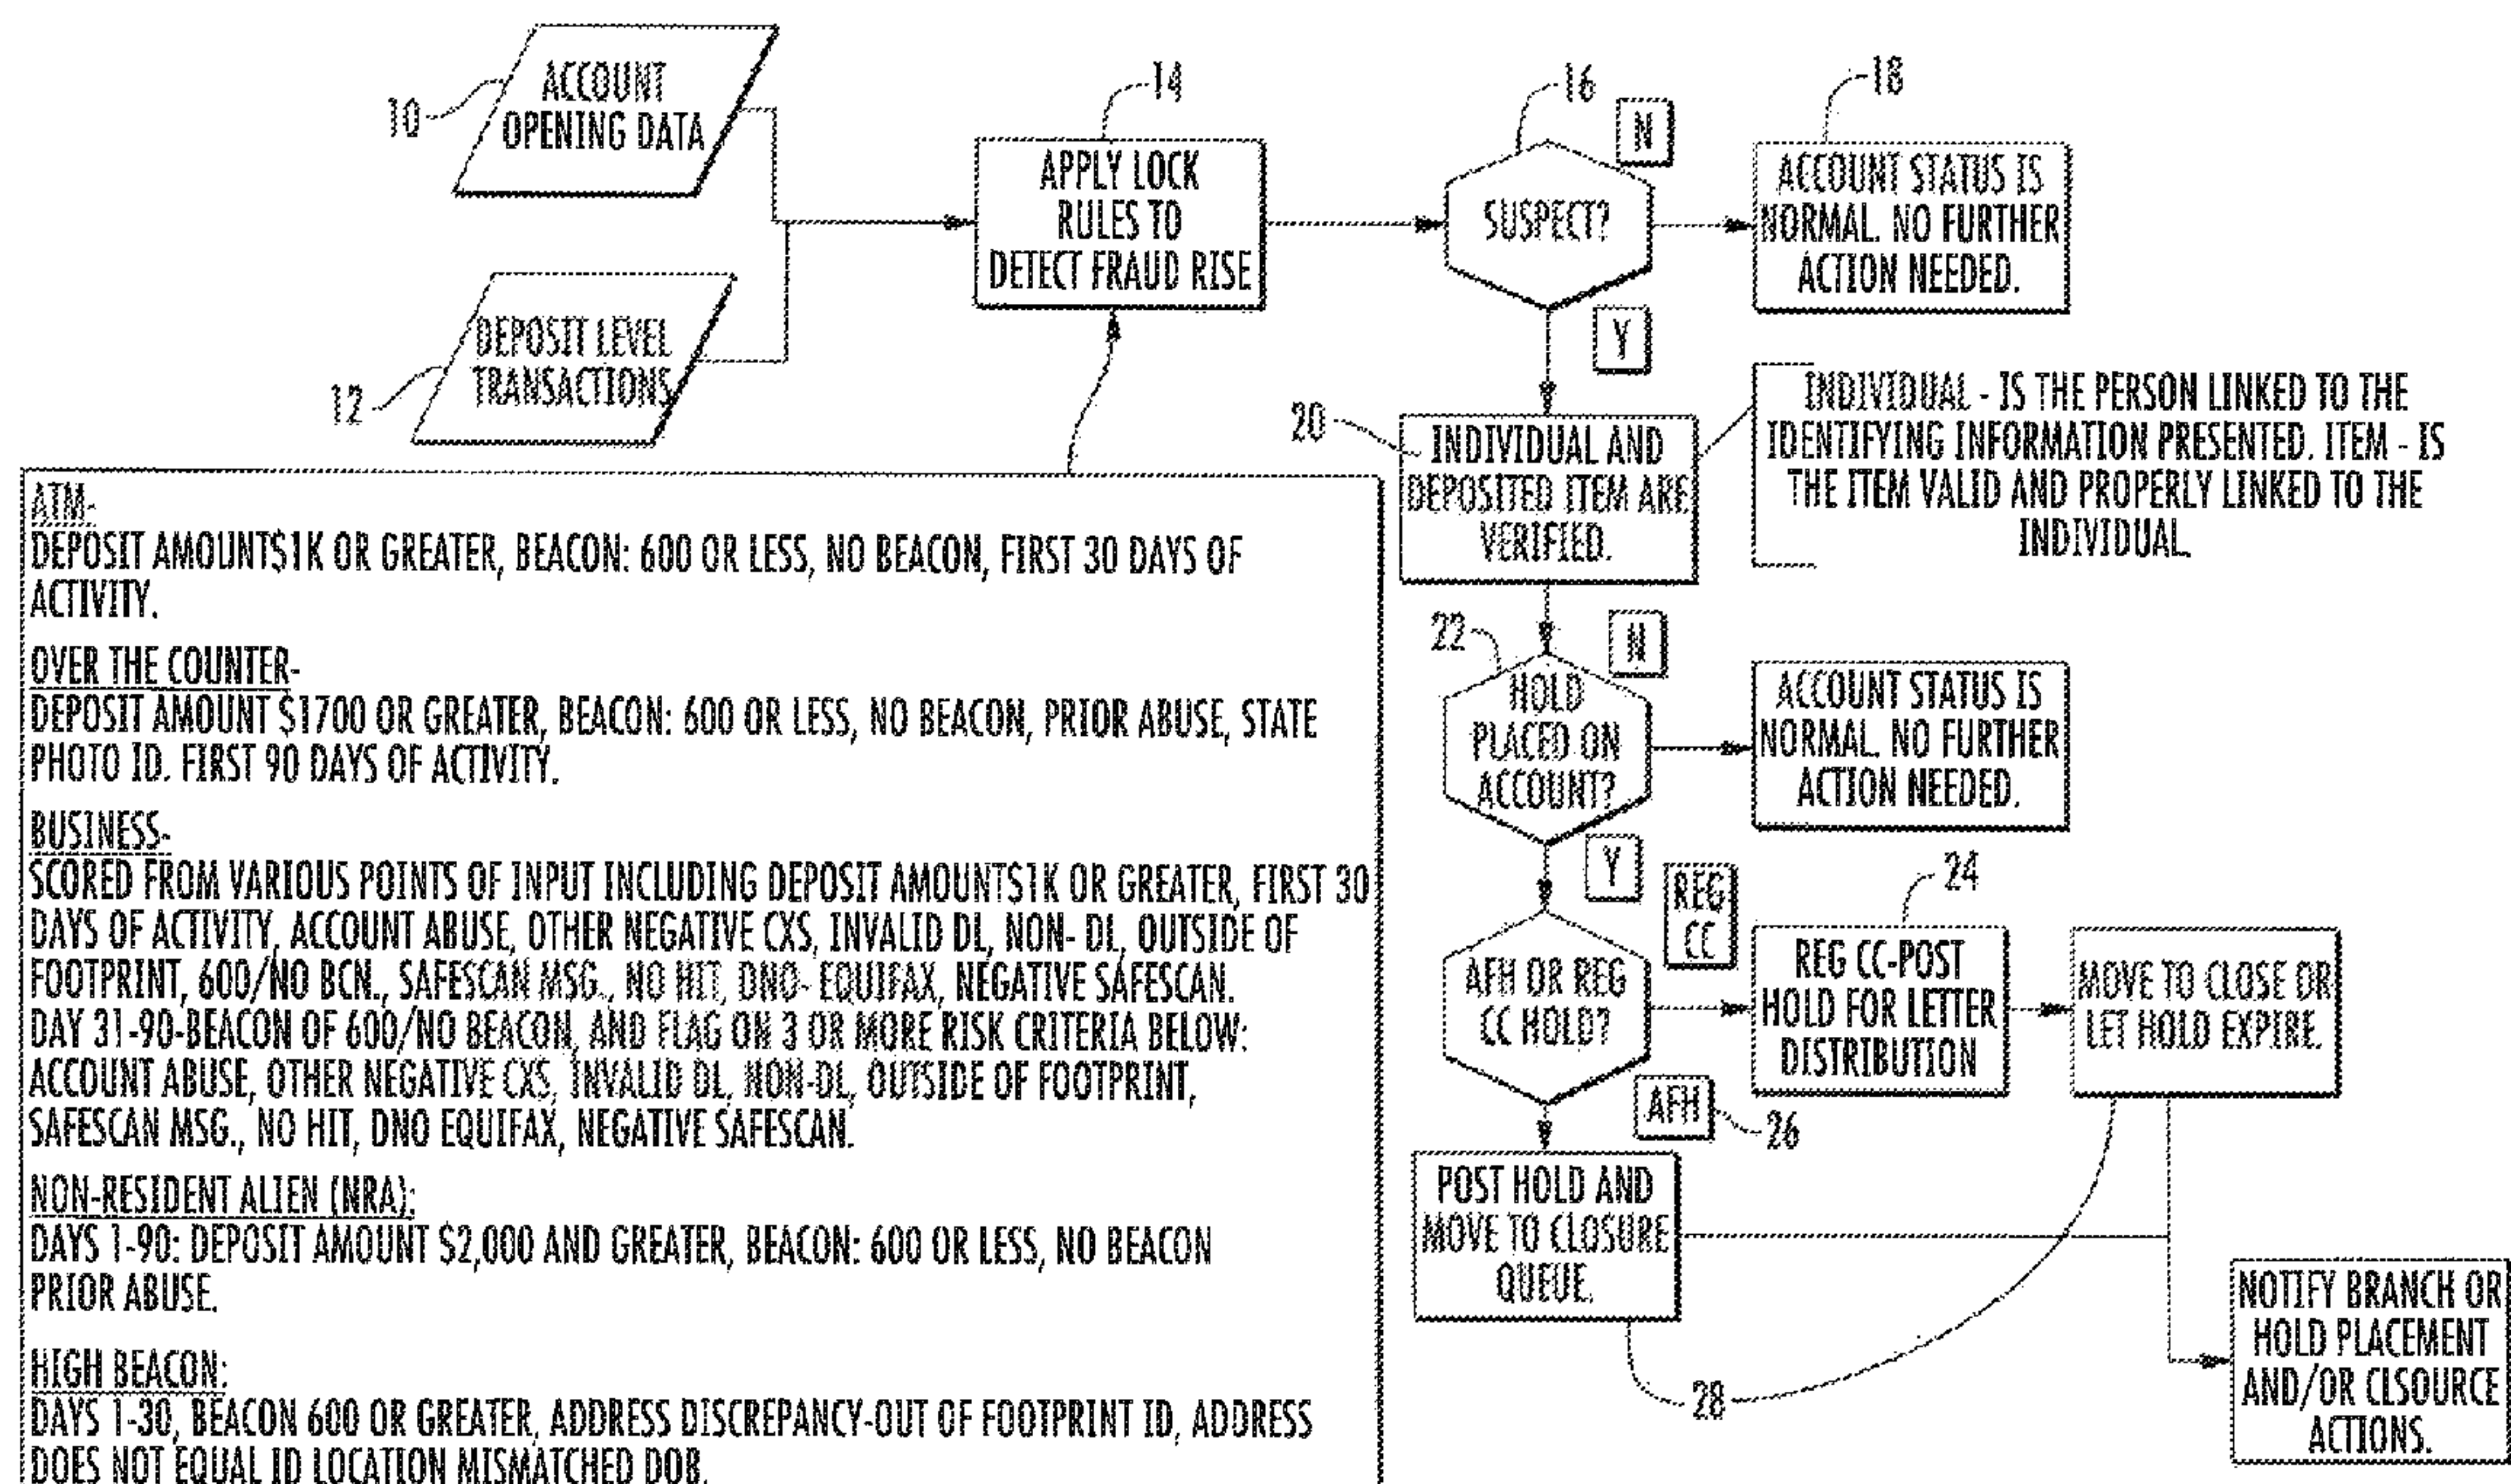 10
ACCOUNT
OPENING DATA
12
DEPOSIT LEVEL
TRANSACTIONS
14
APPLY LOCK
RULES TO
DETECT FRAUD RISE
16
SUSPECT?
N
Y
18
ACCOUNT STATUS IS
NORMAL. NO FURTHER
ACTION NEEDED.
20
INDIVIDUAL AND
DEPOSITED ITEM ARE
VERIFIED.
INDIVIDUAL - IS THE PERSON LINKED TO THE
IDENTIFYING INFORMATION PRESENTED. ITEM - IS
THE ITEM VALID AND PROPERLY LINKED TO THE
INDIVIDUAL.
22
N
HOLD
PLACED ON
ACCOUNT?
Y
ACCOUNT STATUS IS
NORMAL. NO FURTHER
ACTION NEEDED.
AFH OR REG
CC HOLD?
REG
CC
24
REG CC-POST
HOLD FOR LETTER
DISTRIBUTION
MOVE TO CLOSE OR
LET HOLD EXPIRE.
AFH
26
POST HOLD AND
MOVE TO CLOSURE
QUEUE.
28
NOTIFY BRANCH OR
HOLD PLACEMENT
AND/OR CLSOURCE
ACTIONS.
ATM-
DEPOSIT AMOUNT$1K OR GREATER, BEACON: 600 OR LESS, NO BEACON, FIRST 30 DAYS OF
ACTIVITY.
OVER THE COUNTER-
DEPOSIT AMOUNT $1700 OR GREATER, BEACON: 600 OR LESS, NO BEACON, PRIOR ABUSE, STATE
PHOTO ID. FIRST 90 DAYS OF ACTIVITY.
BUSINESS-
SCORED FROM VARIOUS POINTS OF INPUT INCLUDING DEPOSIT AMOUNT$1K OR GREATER, FIRST 30
DAYS OF ACTIVITY, ACCOUNT ABUSE, OTHER NEGATIVE CXS, INVALID DL, NON- DL, OUTSIDE OF
FOOTPRINT, 600/NO BCN., SAFESCAN MSG., NO HIT, DNO- EQUIFAX, NEGATIVE SAFESCAN.
DAY 31-90-BEACON OF 600/NO BEACON, AND FLAG ON 3 OR MORE RISK CRITERIA BELOW:
ACCOUNT ABUSE, OTHER NEGATIVE CXS, INVALID DL, NON-DL, OUTSIDE OF FOOTPRINT,
SAFESCAN MSG., NO HIT, DNO EQUIFAX, NEGATIVE SAFESCAN.
NON-RESIDENT ALIEN (NRA):
DAYS 1-90: DEPOSIT AMOUNT $2,000 AND GREATER, BEACON: 600 OR LESS, NO BEACON
PRIOR ABUSE.
HIGH BEACON:
DAYS 1-30, BEACON 600 OR GREATER, ADDRESS DISCREPANCY-OUT OF FOOTPRINT ID, ADDRESS
DOES NOT EQUAL ID LOCATION MISMATCHED DOB.